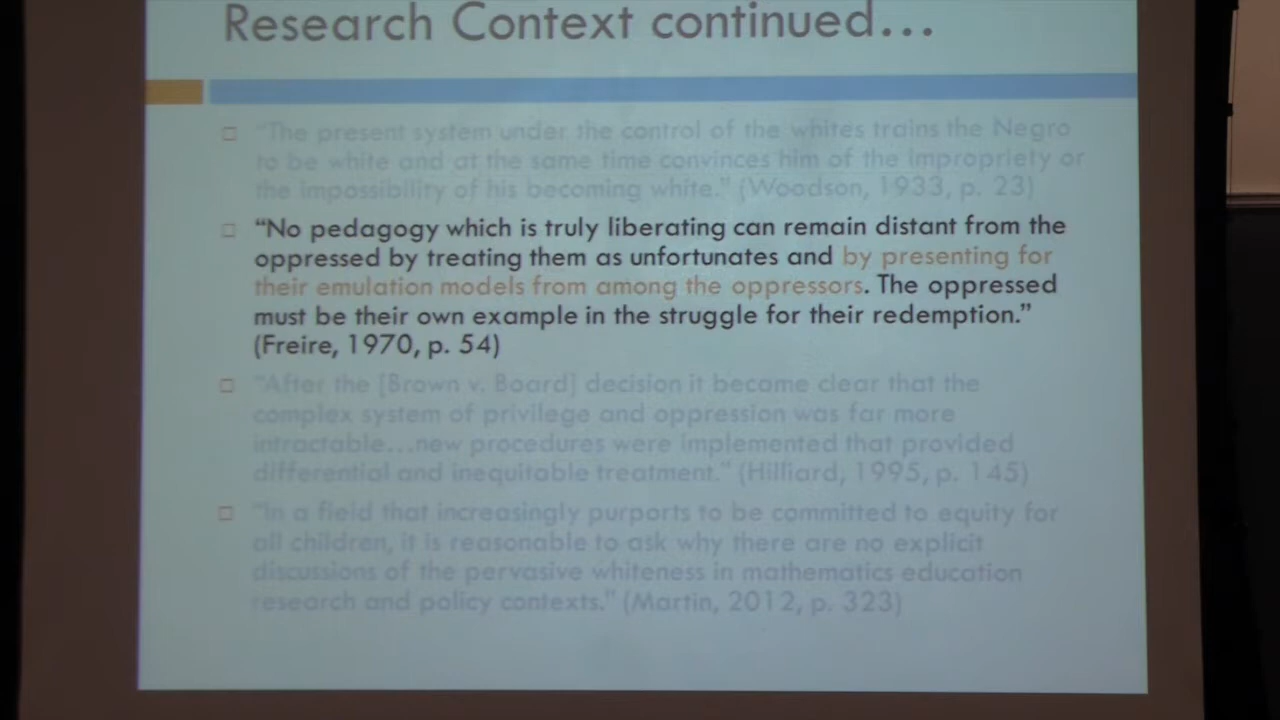 Research Context continued...
"The present system under the control of the whites trains the Negro
to be white and at the same time convinces him of the impropriety or
the impossibility of his becoming white." (Woodson, 1933, p. 23)
“No pedagogy which is truly liberating can remain distant from the
oppressed by treating them as unfortunates and by presenting for
their emulation models from among the oppressors. The oppressed
must be their own example in the struggle for their redemption.”
(Freire, 1970, p. 54)
"After the [Brown v. Board] decision it became clear that the
complex system of privilege and oppression was far more
intractable...new procedures were implemented that provided
differential and inequitable treatment." (Hilliard, 1995, p. 145)
"In a field that increasingly purports to be committed to equity for
all children, it is reasonable to ask why there are no explicit
discussions of the pervasive whiteness in mathematics education
research and policy contexts." (Martin, 2012, p. 323)